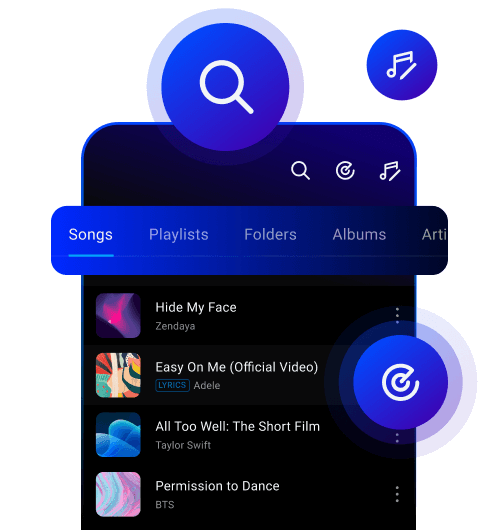 Songs Playlists Folders Albums Arti
Hide My Face
Zendaya
Easy On Me (Official Video)
LYRICS Adele
All Too Well: The Short Film
Taylor Swift
Permission to Dance
BTS